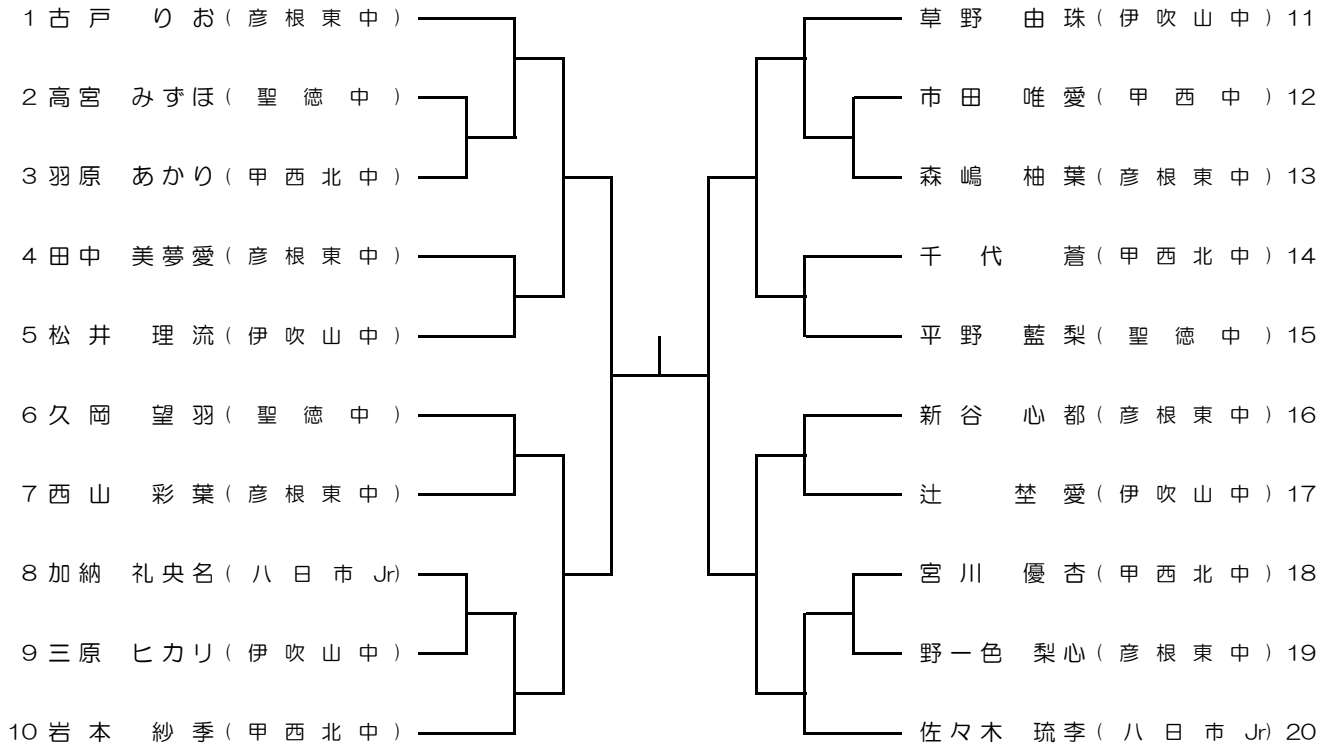 1 古戸 りお ( 彦根東中 )
2 高宮 みずほ ( 聖徳中 )
3 羽原 あかり ( 甲西北中 )
4 田中 美夢愛 ( 彦根東中 )
5 松井 理流 ( 伊吹山中 )
6 久岡 望羽 ( 聖徳中 )
7 西山 彩葉 ( 彦根東中 )
8 加納 礼央名 ( 八日市 Jr)
9 三原 ヒカリ ( 伊吹山中 )
10 岩本 紗季 ( 甲西北中 )
草野 由珠 ( 伊吹山中 ) 11
市田 唯愛 ( 甲西中 ) 12
森嶋 柚葉 ( 彦根東中 ) 13
千代 蒼 ( 甲西北中 ) 14
平野 藍梨 ( 聖徳中 ) 15
新谷 心都 ( 彦根東中 ) 16
辻 埜愛 ( 伊吹山中 ) 17
宮川 優杏 ( 甲西北中 ) 18
野一色 梨心 ( 彦根東中 ) 19
佐々木 琉李 ( 八日市 Jr) 20